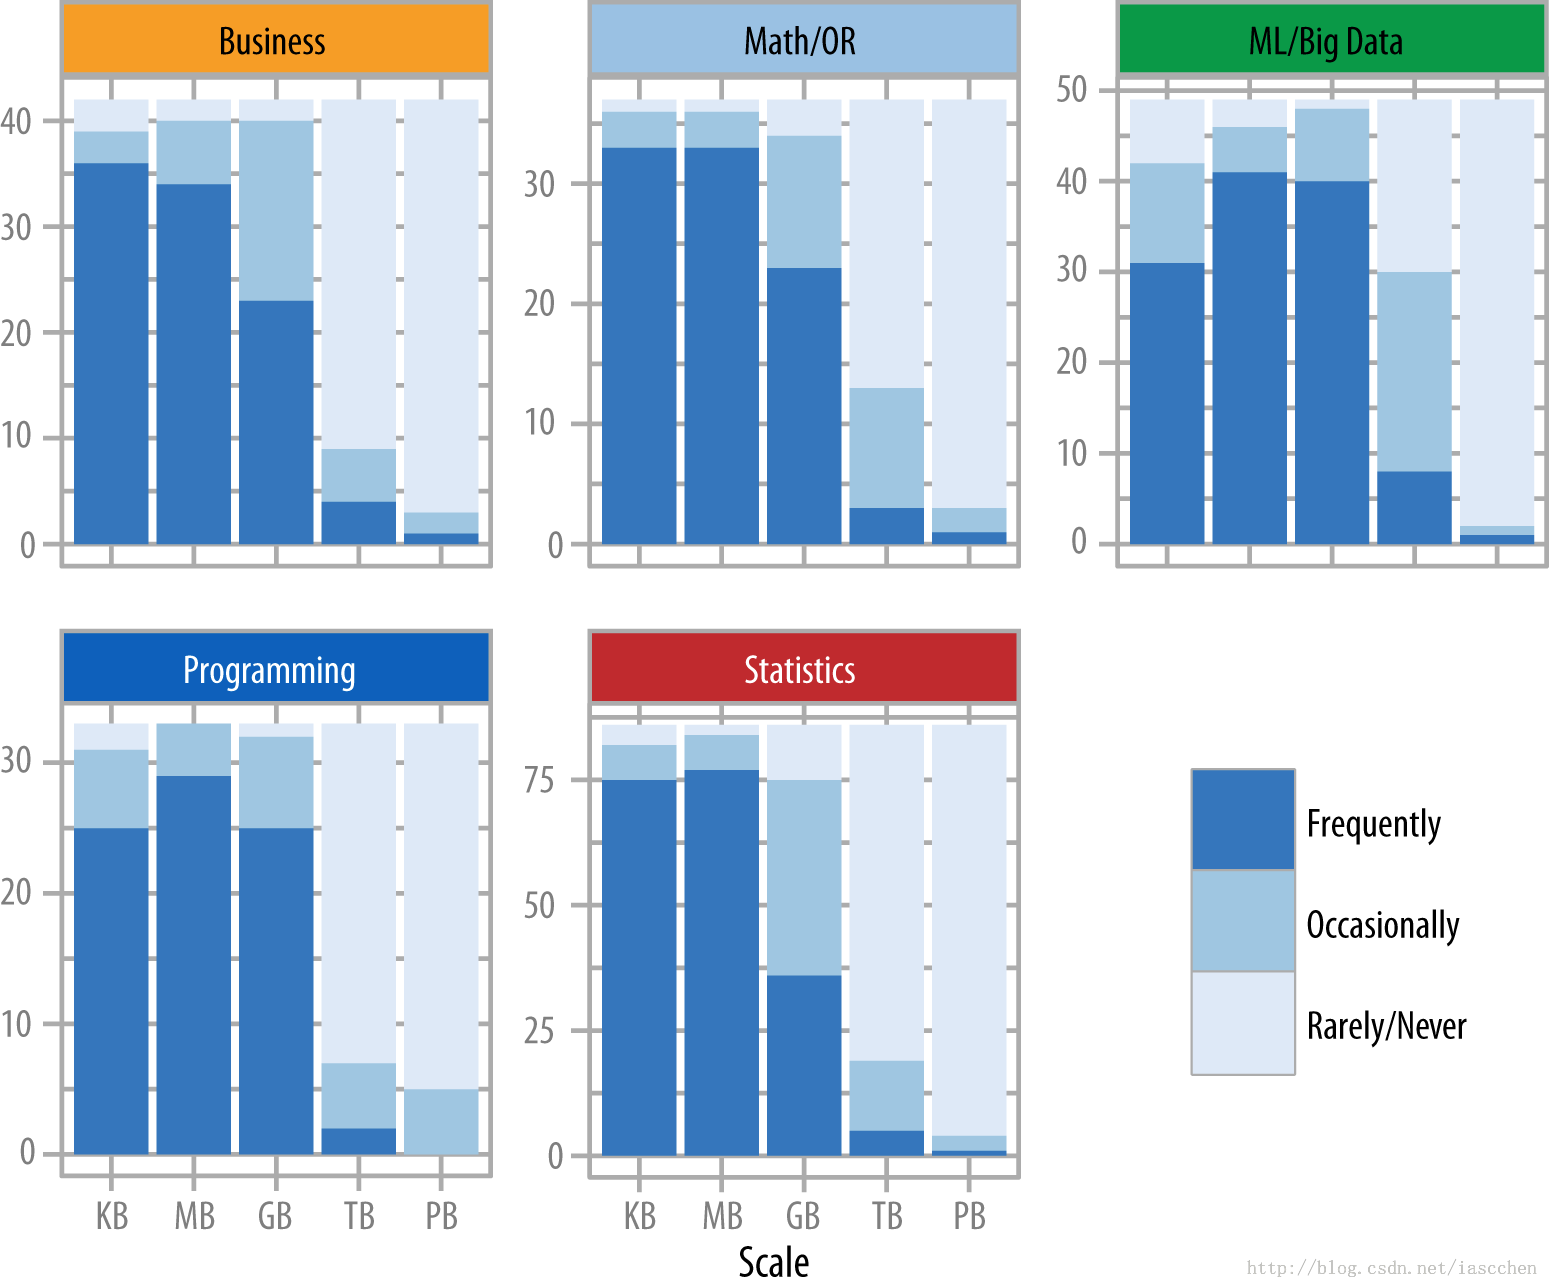 Business
Math/OR
ML/Big Data
40
30
20
10
0
30
20
10
0
50
40
30
20
10
0
Programming
Statistics
30
20
10
0
75
50
25
0
KB MB GB TB PB
KB MB GB TB PB
Scale
Frequently
Occasionally
Rarely/Never
http://blog.csdn.net/iascchen